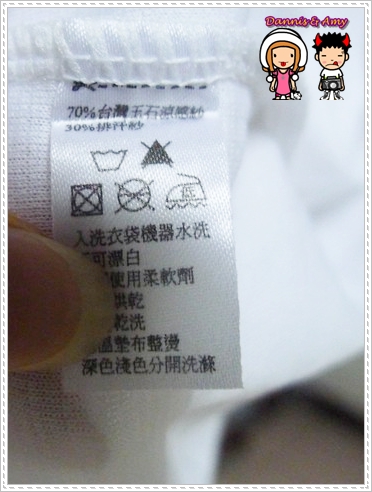 Dannis & Amy
70%台灣玉石涼感紗
30%排汗紗
入洗衣袋機器水洗
可漂白
使用柔軟劑
烘乾
乾洗
溫墊布整燙
深色淺色分開洗滌